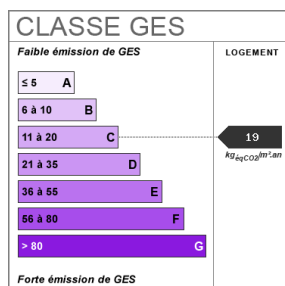 CLASSE GES
Faible émission de GES
LOGEMENT
≤ 5 A
6 à 10 B
11 à 20 C
19
kgéqCO2/m².an
21 à 35 D
36 à 55 E
56 à 80 F
> 80 G
Forte émission de GES